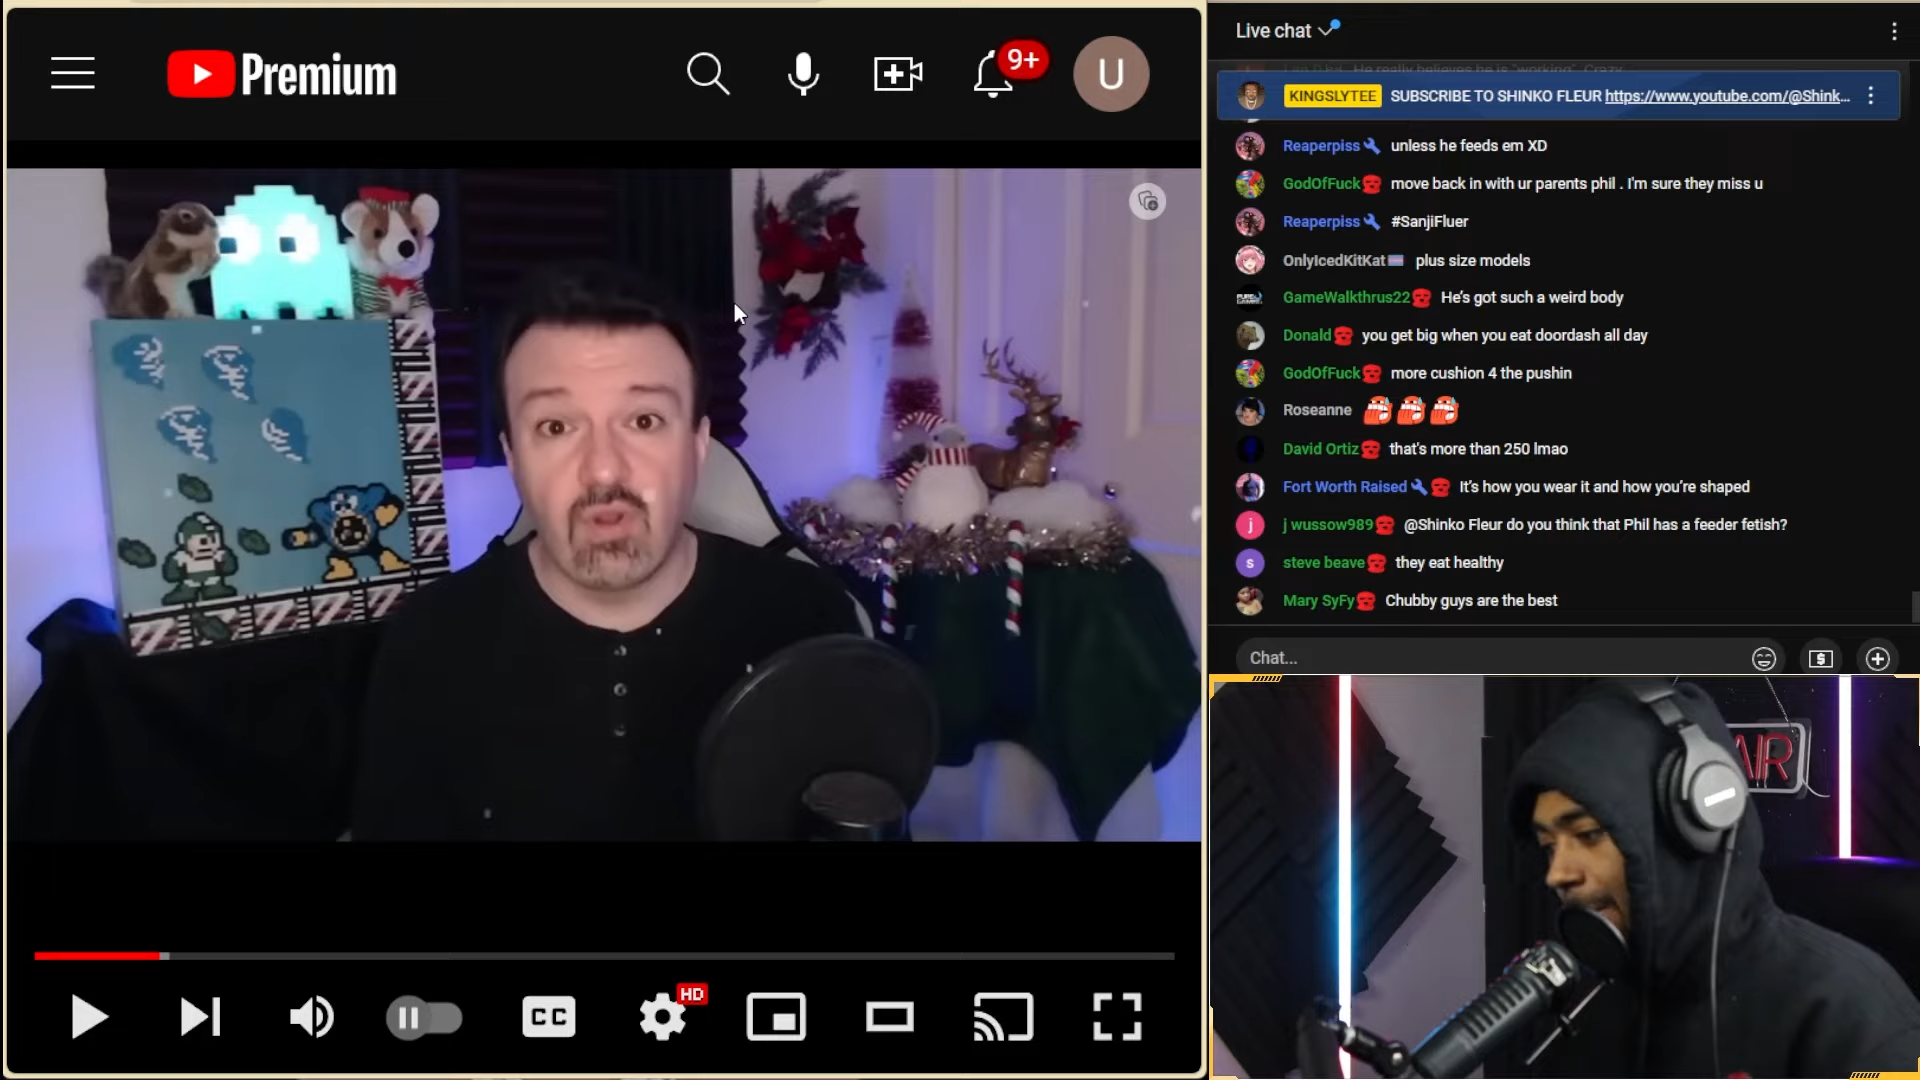 Premium
9+
U
Live chat
KINGSLYTEE SUBSCRIBE TO SHINKO FLEUR https://www.youtube.com/@Shink...
Reaperpiss unless he feeds em XD
GodOfFuck move back in with ur parents phil . I'm sure they miss u
Reaperpiss #SanjiFluer
OnlyIcedKitKat plus size models
GameWalkthrus22 He's got such a weird body
Donald you get big when you eat doordash all day
GodOfFuck more cushion 4 the pushin
Roseanne
David Ortiz that's more than 250 lmao
Fort Worth Raised It's how you wear it and how you're shaped
j wussow989 @Shinko Fleur do you think that Phil has a feeder fetish?
steve beave they eat healthy
Mary SyFy Chubby guys are the best
Chat...
AIR
CC
HD